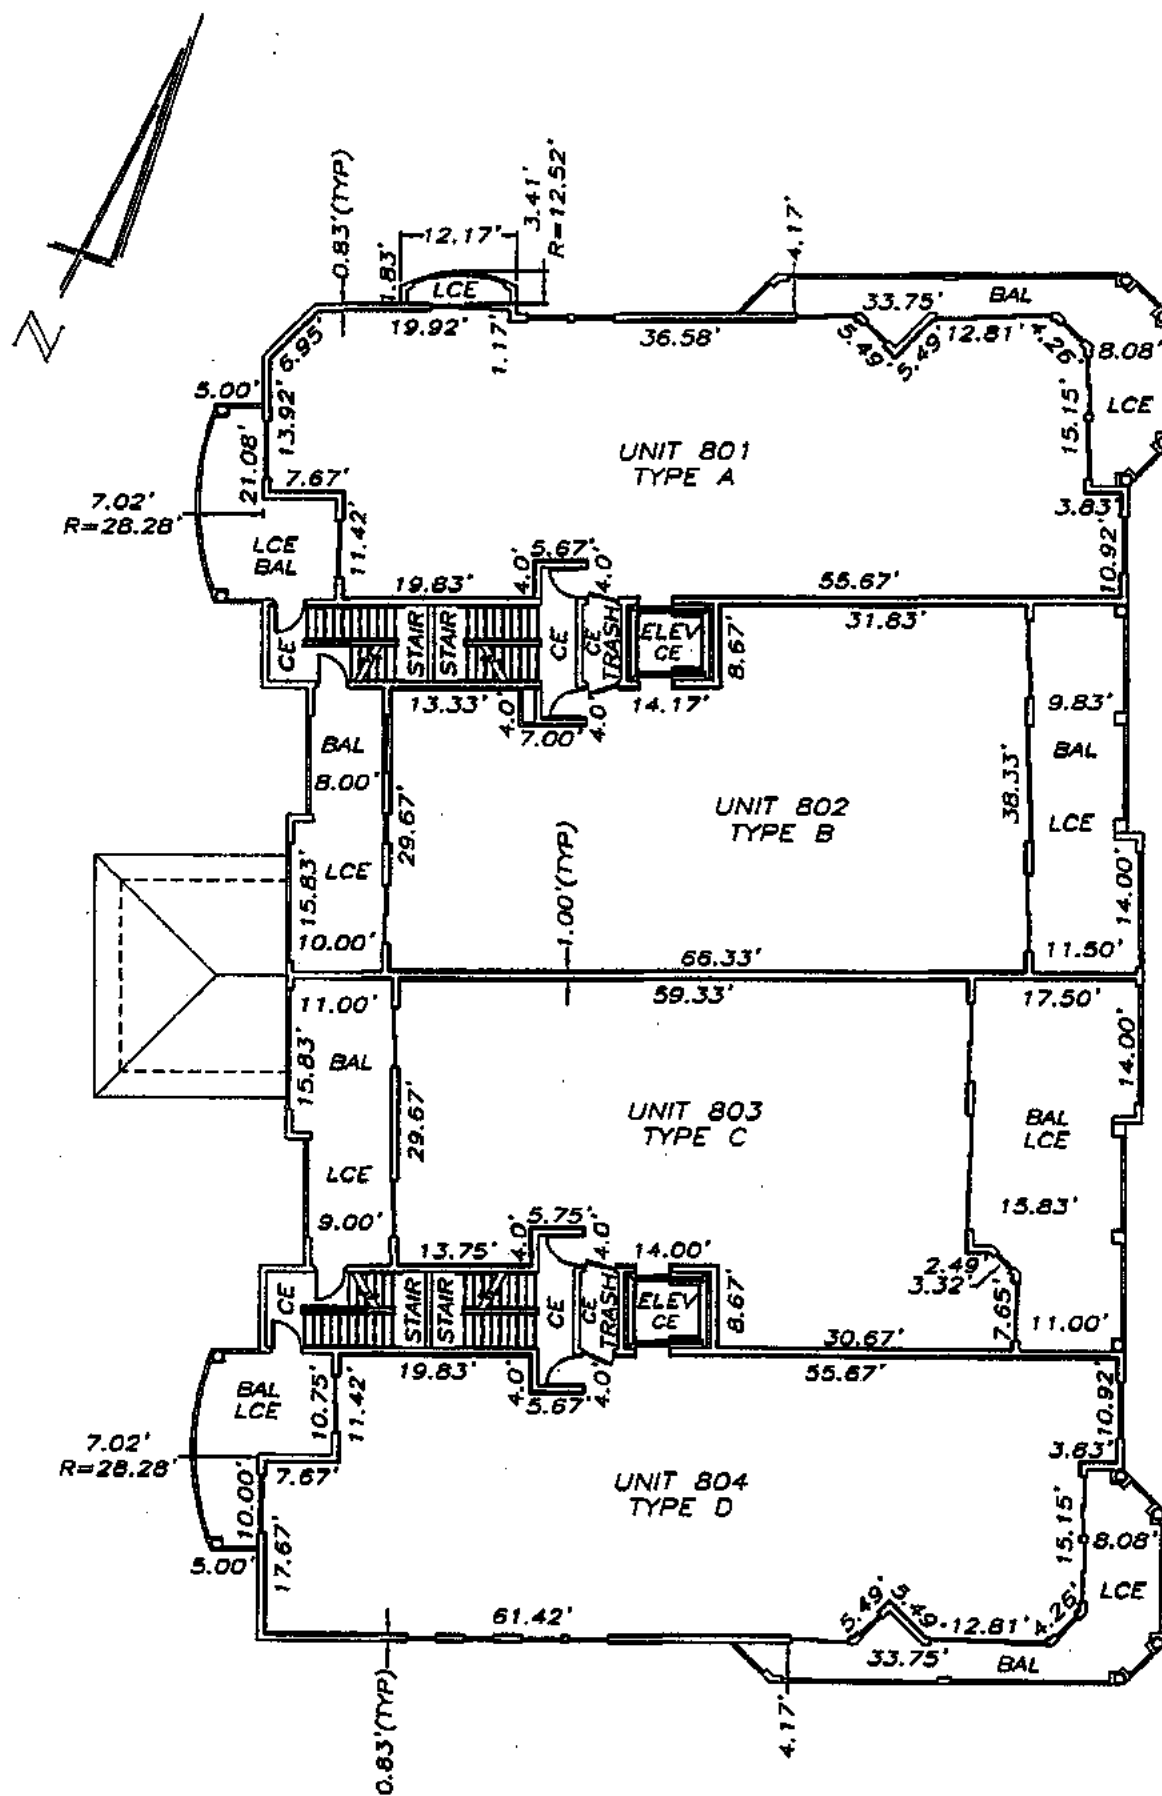 N
0.83'(TYP)
12.17'
3.41'
R=12.52'
1.83'
LCE
19.92'
1.17'
36.58'
4.17'
33.75'
BAL
5.49'
5.49'
12.81'
4.26'
8.08'
LCE
15.15'
3.83'
10.92'
6.95'
5.00'
13.92'
21.08'
7.67'
7.02'
R=28.28'
LCE
BAL
11.42'
UNIT 801
TYPE A
19.83'
4.0'
5.67'
4.0'
55.67'
CE
STAIR
STAIR
CE
CE
TRASH
ELEV
CE
8.67'
31.83'
13.33'
4.0'
7.00'
4.0'
14.17'
BAL
8.00'
29.67'
LCE
15.83'
10.00'
UNIT 802
TYPE B
1.00'(TYP)
38.33'
9.83'
BAL
LCE
14.00'
11.50'
66.33'
59.33'
11.00'
15.83'
BAL
29.67'
LCE
9.00'
UNIT 803
TYPE C
17.50'
14.00'
BAL
LCE
15.83'
2.49
3.32'
7.65'
11.00'
13.75'
4.0'
5.75'
4.0'
14.00'
CE
STAIR
STAIR
CE
CE
TRASH
ELEV
CE
8.67'
30.67'
19.83'
4.0'
5.67'
4.0'
55.67'
BAL
LCE
10.75'
11.42'
7.02'
R=28.28'
7.67'
10.00'
5.00'
17.67'
UNIT 804
TYPE D
10.92'
3.63'
15.15'
8.08'
LCE
61.42'
5.49'
5.49
12.81'
4.26'
33.75'
BAL
0.83'(TYP)
4.17'